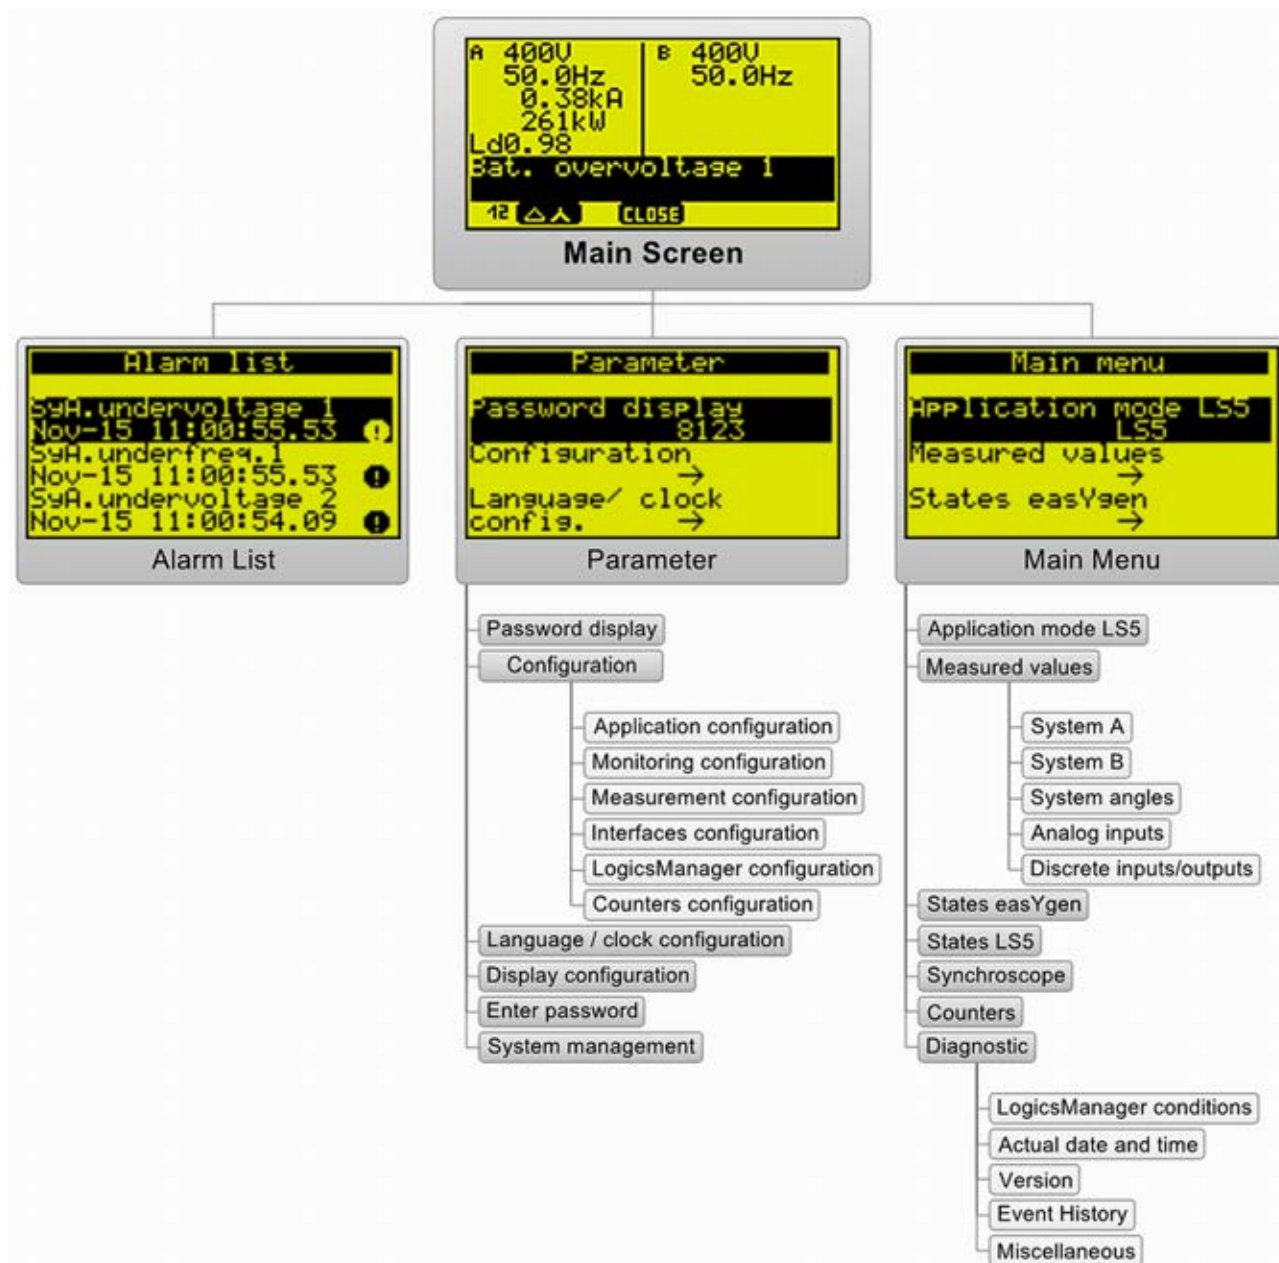 A 400V B 400V
50.0Hz 50.0Hz
0.38kA
261kW
Ld0.98
Bat. overvoltage 1
12 CLOSE
Main Screen
Alarm list
SyA.undervoltage 1
Nov-15 11:00:55.53
SyA.underfreq.1
Nov-15 11:00:55.53
SyA.undervoltage 2
Nov-15 11:00:54.09
Alarm List
Parameter
Password display
8123
Configuration
→
Language/ clock
config. →
Parameter
Main menu
Application mode LS5
LS5
Measured values
→
States easYgen
→
Main Menu
Password display
Configuration
Application configuration
Monitoring configuration
Measurement configuration
Interfaces configuration
LogicsManager configuration
Counters configuration
Language / clock configuration
Display configuration
Enter password
System management
Application mode LS5
Measured values
System A
System B
System angles
Analog inputs
Discrete inputs/outputs
States easYgen
States LS5
Synchroscope
Counters
Diagnostic
LogicsManager conditions
Actual date and time
Version
Event History
Miscellaneous